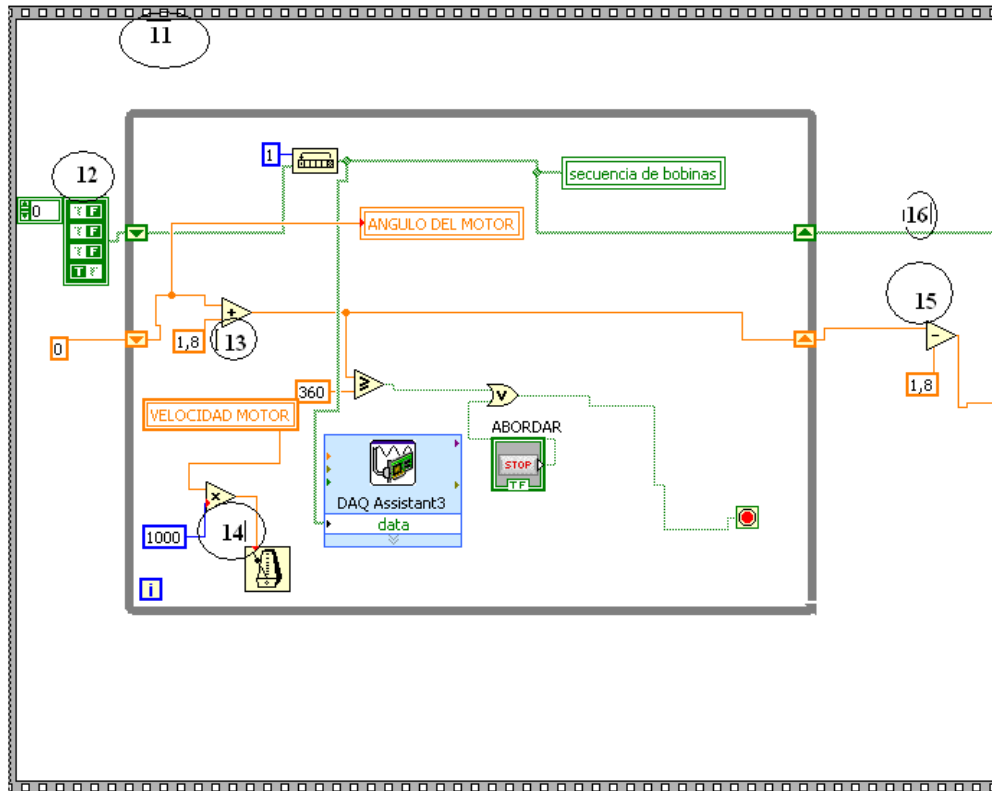 11
12
1
secuencia de bobinas
0
F
F
F
T
16
ANGULO DEL MOTOR
15
+
1,8
13
0
-
1,8
360
≥
V
VELOCIDAD MOTOR
ABORDAR
STOP
TF
DAQ Assistant3
data
x
1000
14
i